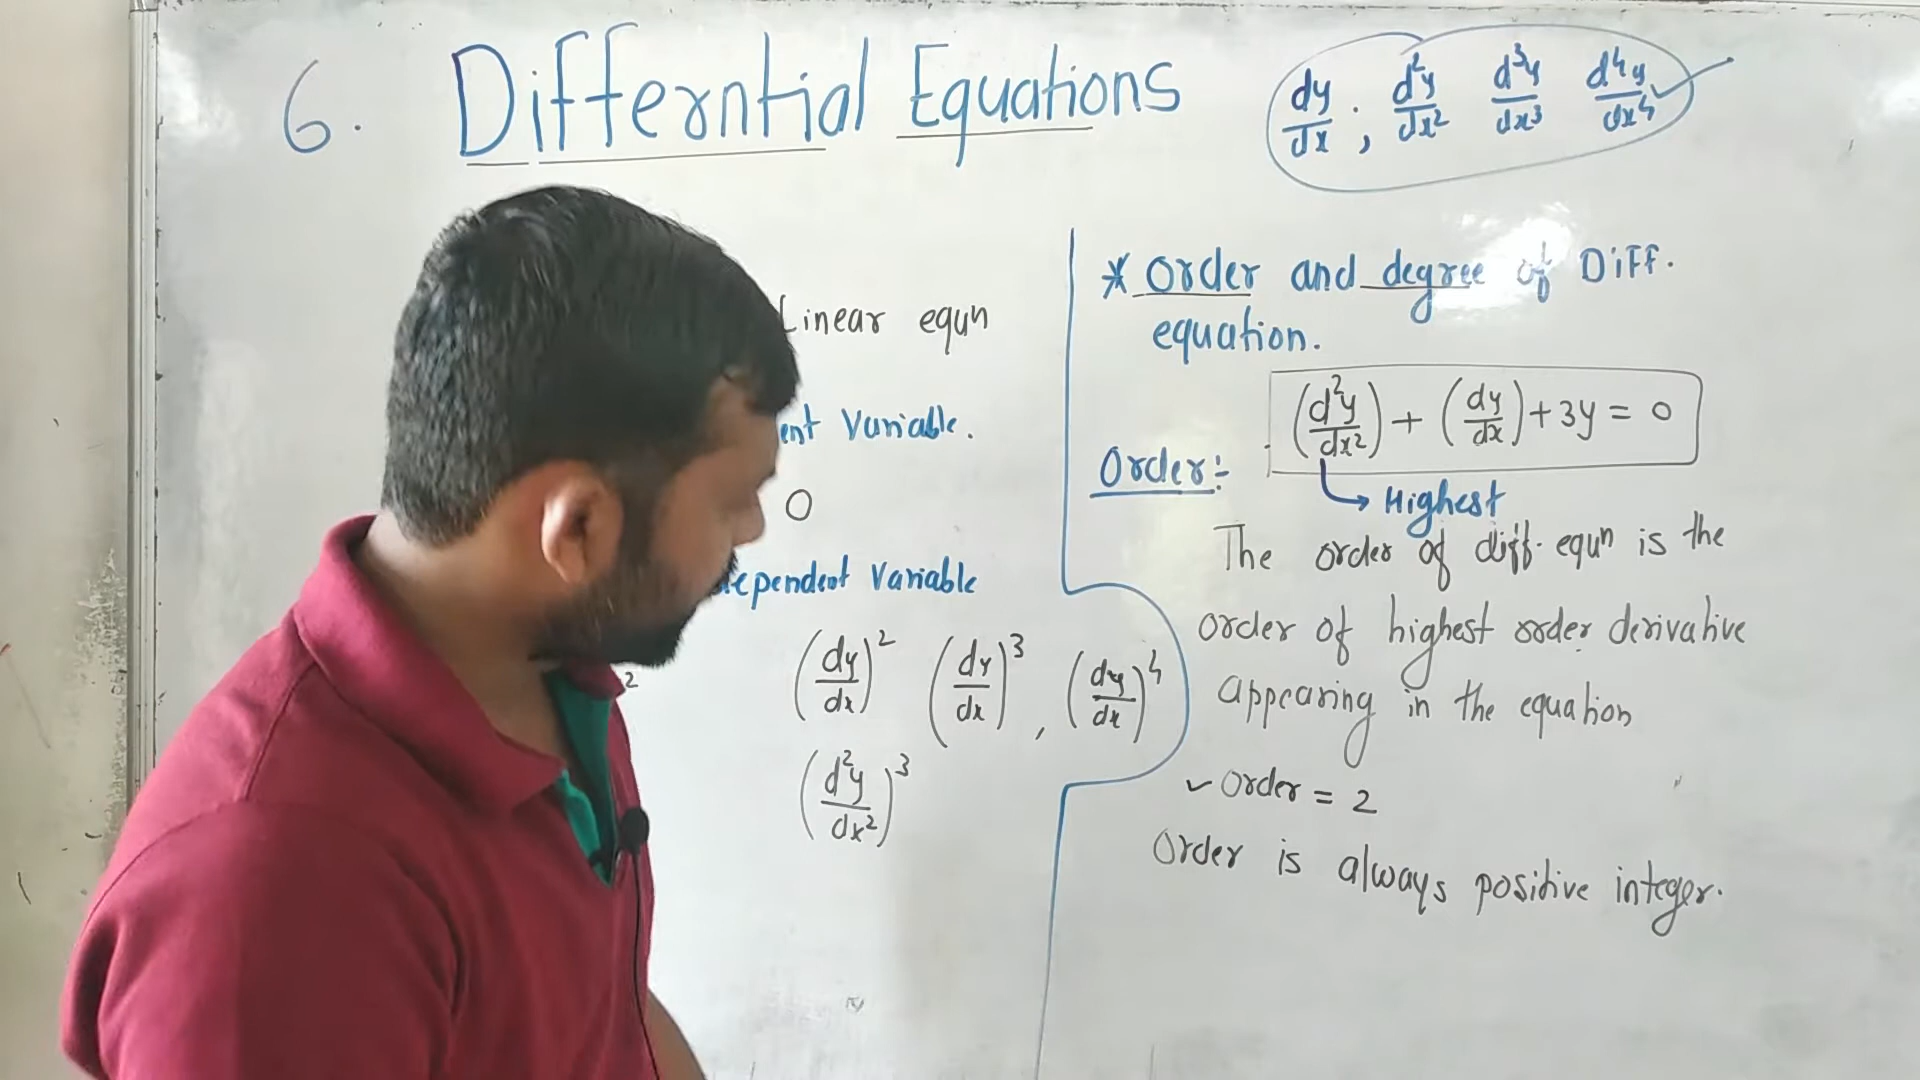 6. Differntial Equations
dy/dx , d²y/dx² d³y/dx³ d⁴y/dx⁴
Linear equn
Variable.
0
Variable
(dy/dx)² (dy/dx)³ , (dy/dx)⁴
(d²y/dx²)³
* Order and degree of Diff.
equation.
(d²y/dx²) + (dy/dx) + 3y = 0
Order:-
Highest
The order of diff. equn is the
order of highest order derivative
appearing in the equation
✓ Order = 2
Order is always positive integer.